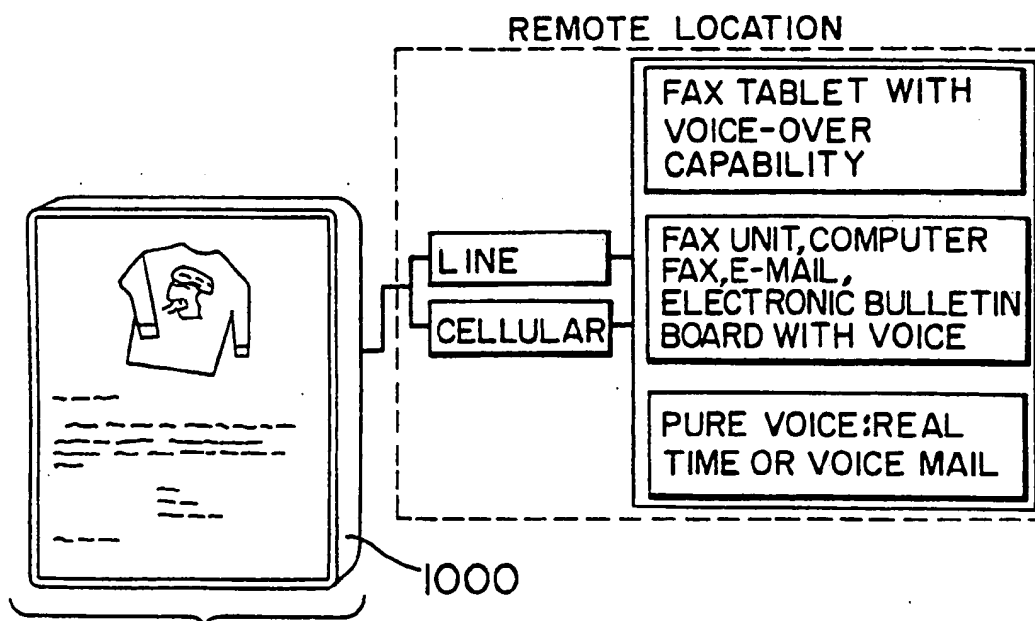 REMOTE LOCATION
FAX TABLET WITH
VOICE-OVER
CAPABILITY
LINE
CELLULAR
FAX UNIT, COMPUTER
FAX, E-MAIL,
ELECTRONIC BULLETIN
BOARD WITH VOICE
PURE VOICE:REAL
TIME OR VOICE MAIL
1000